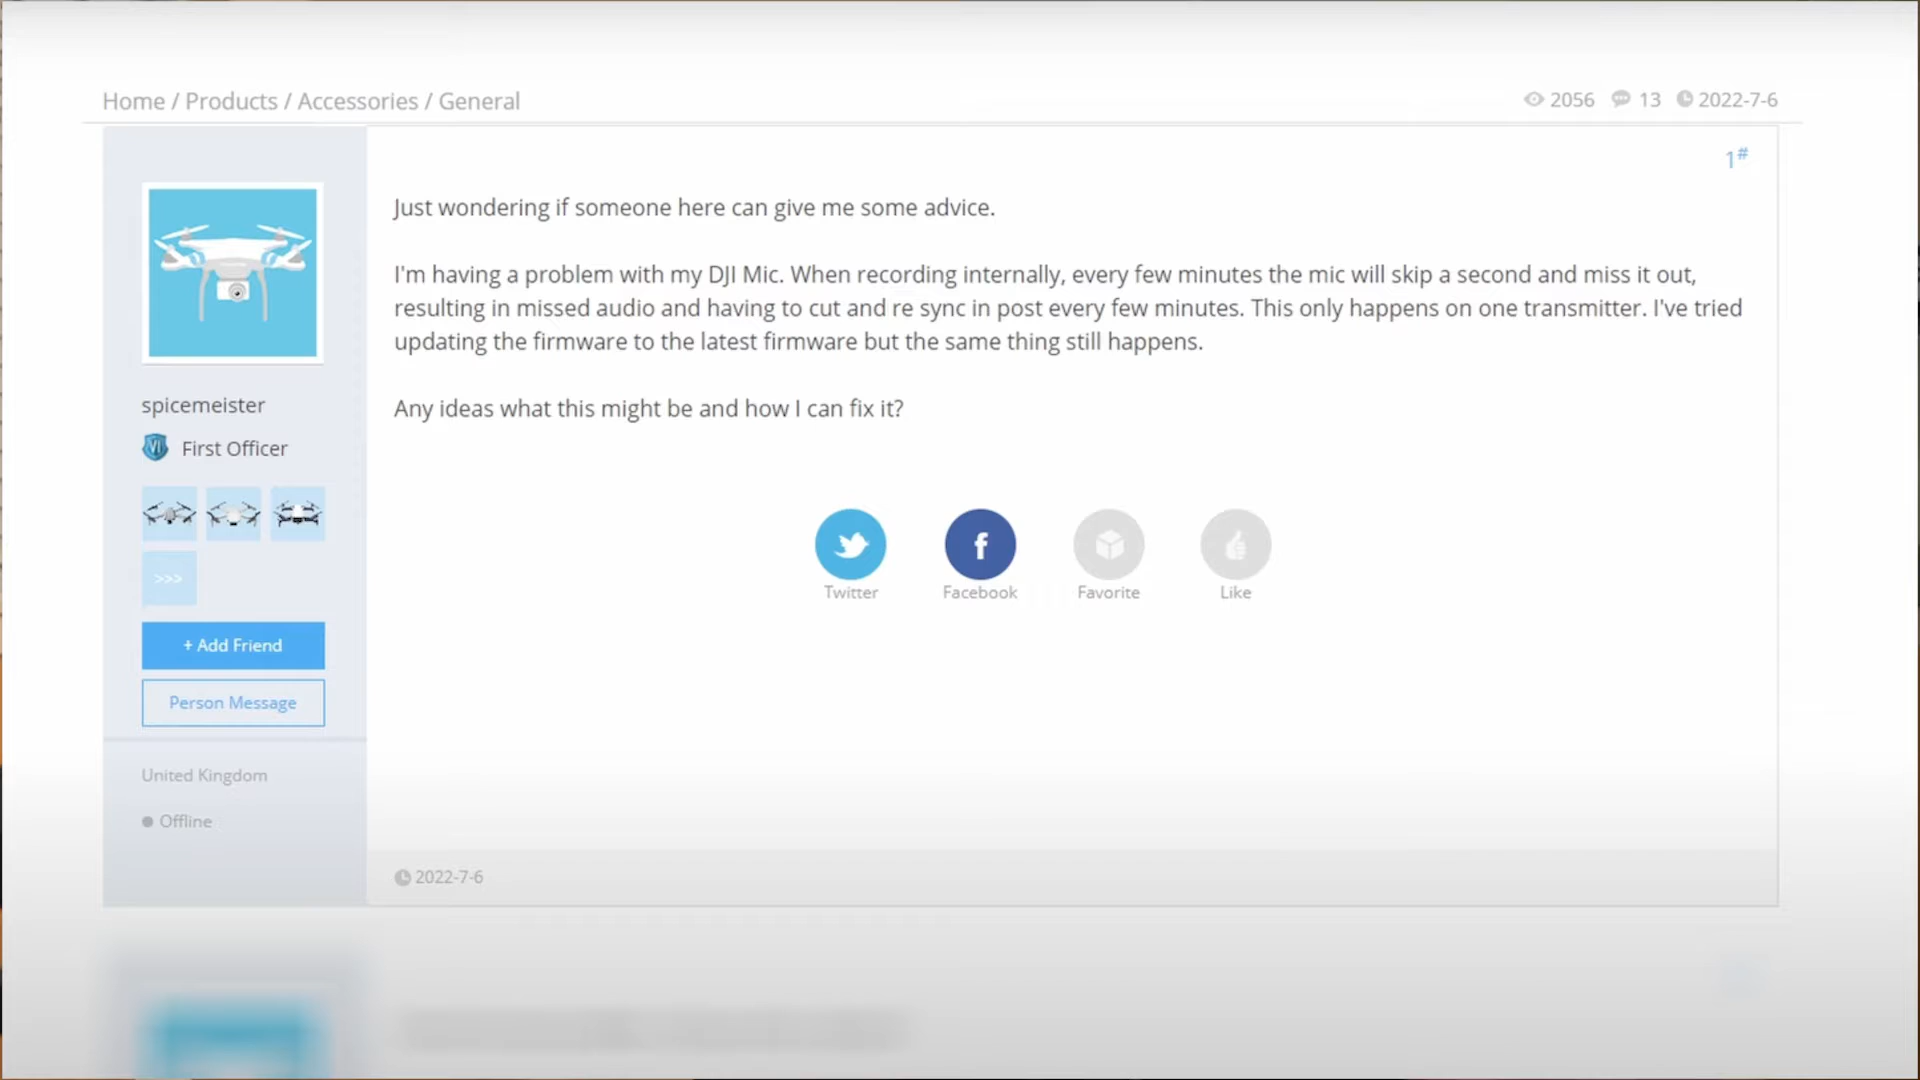 Home / Products / Accessories / General
2056 13 2022-7-6
1#
Just wondering if someone here can give me some advice.
I'm having a problem with my DJI Mic. When recording internally, every few minutes the mic will skip a second and miss it out,
resulting in missed audio and having to cut and re sync in post every few minutes. This only happens on one transmitter. I've tried
updating the firmware to the latest firmware but the same thing still happens.
Any ideas what this might be and how I can fix it?
spicemeister
VI First Officer
>>>
+ Add Friend
Person Message
United Kingdom
Offline
Twitter
Facebook
Favorite
Like
2022-7-6